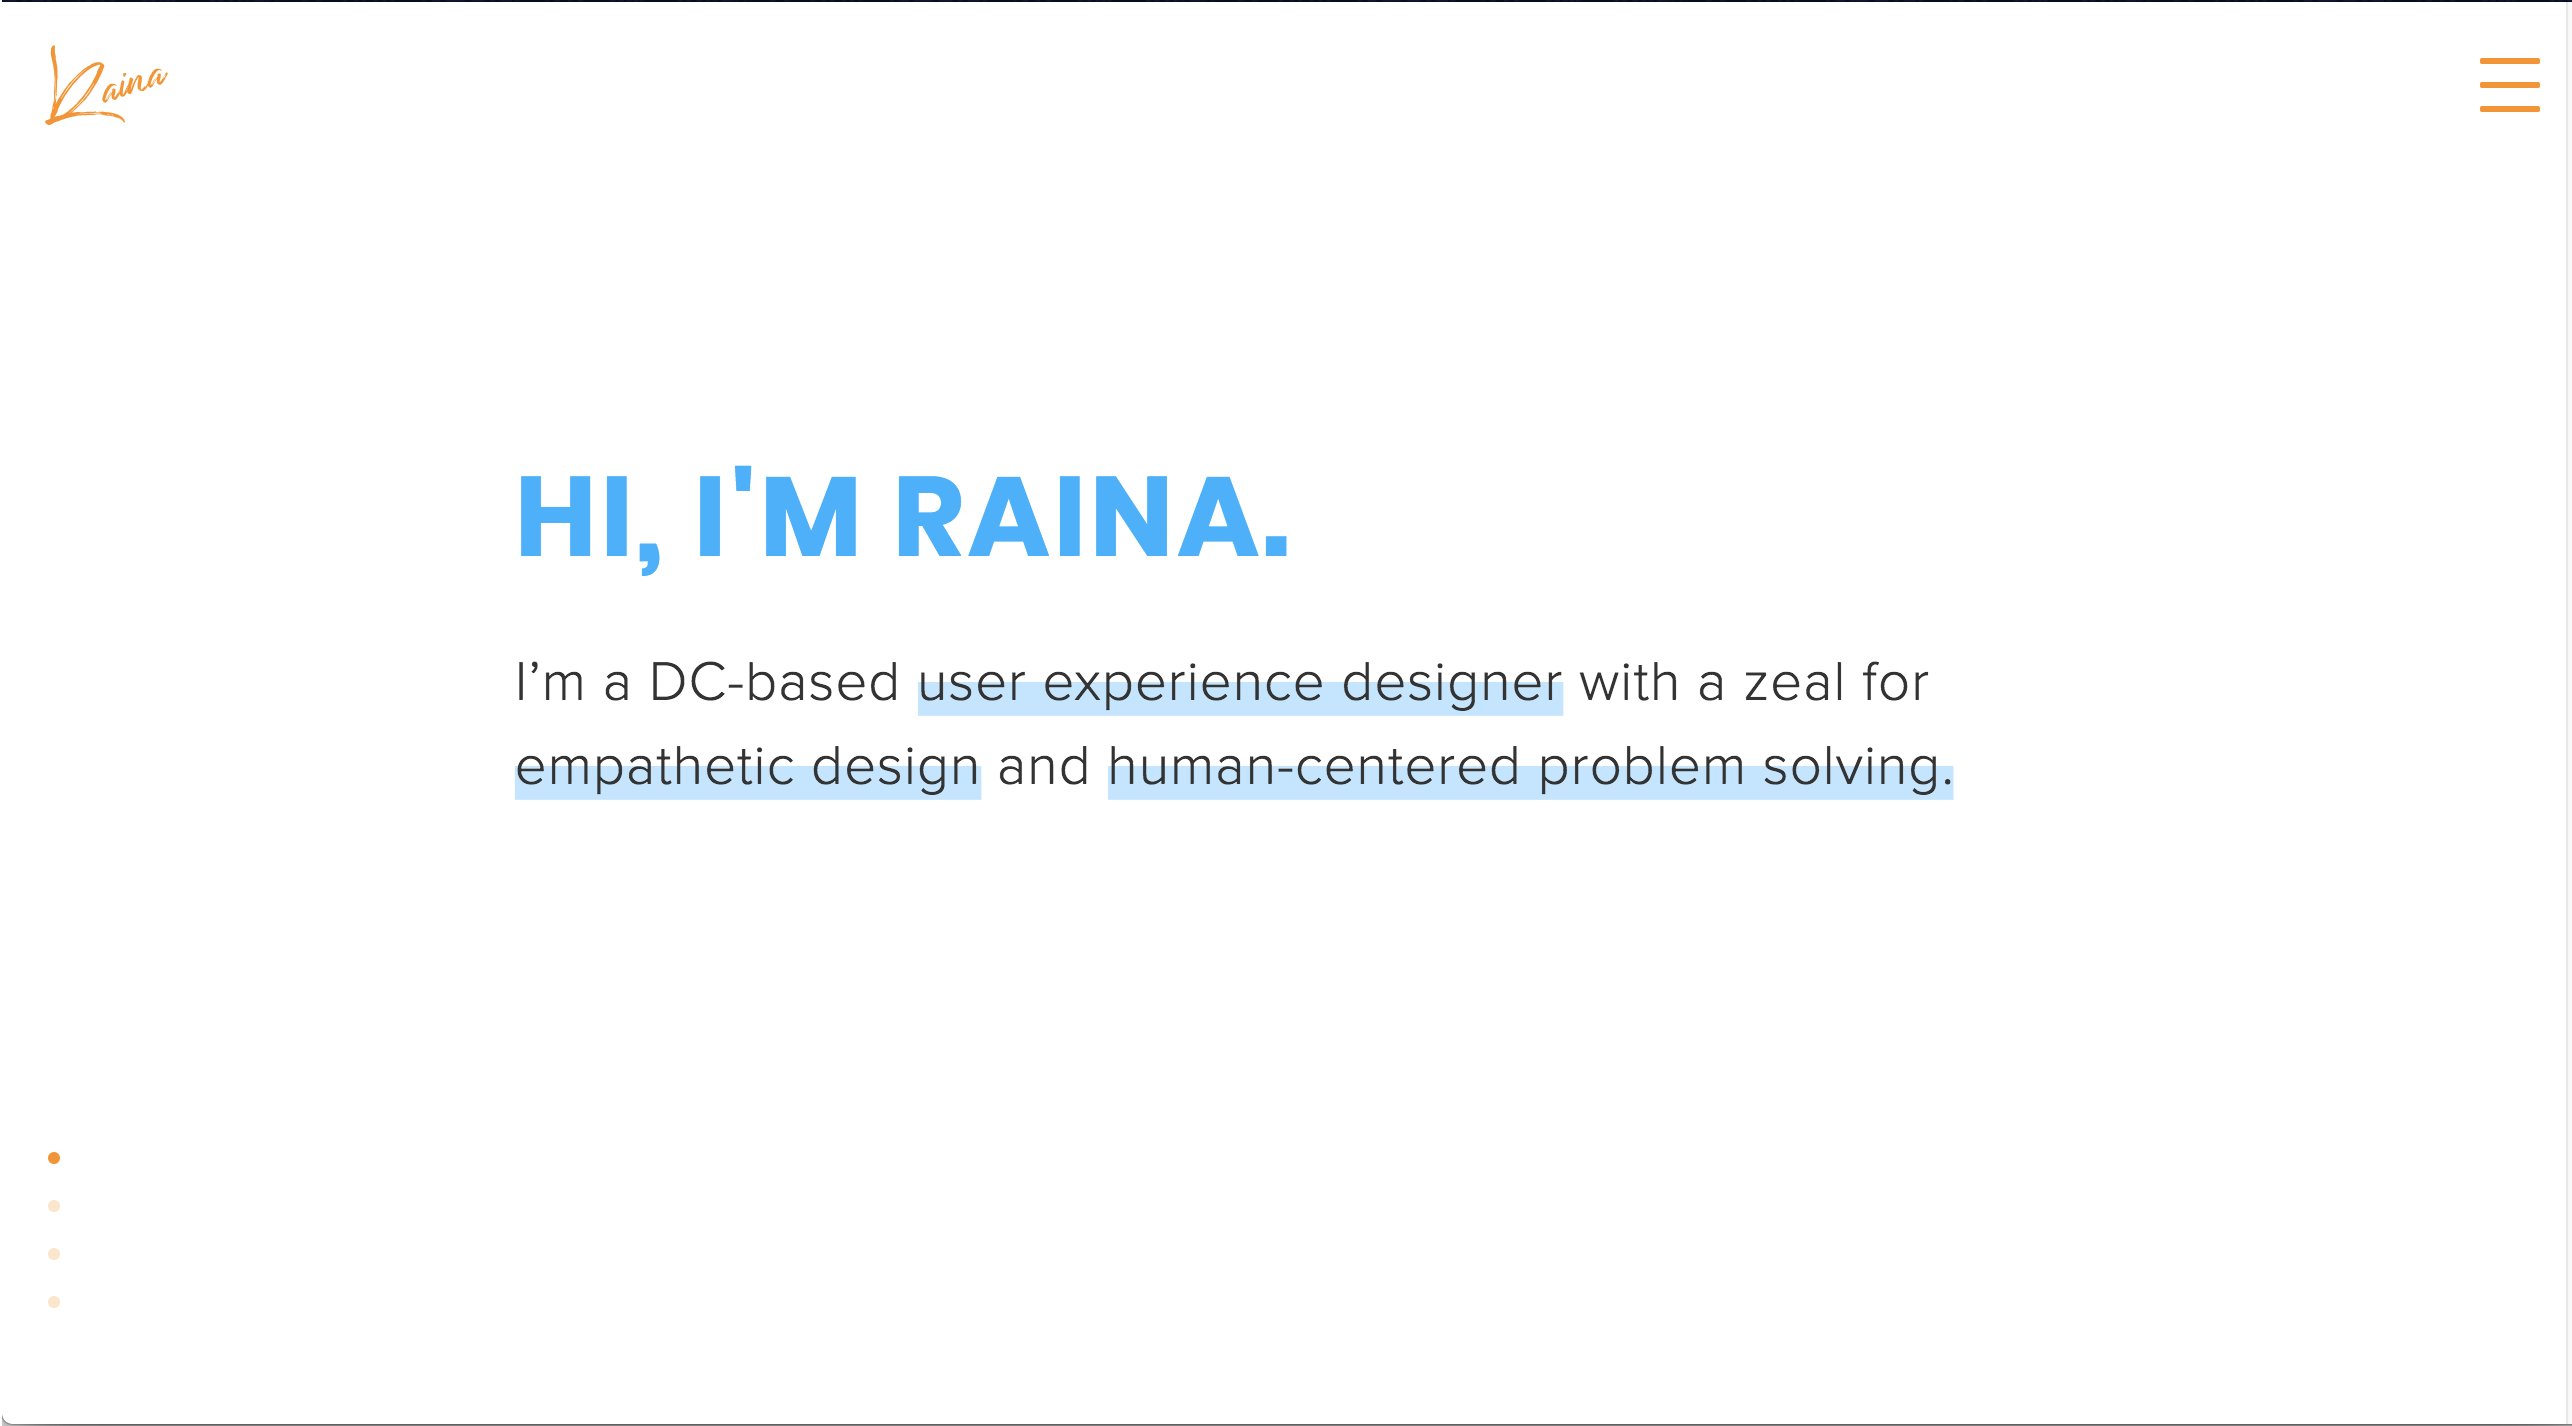 Raina
HI, I'M RAINA.
I’m a DC-based user experience designer with a zeal for
empathetic design and human-centered problem solving.